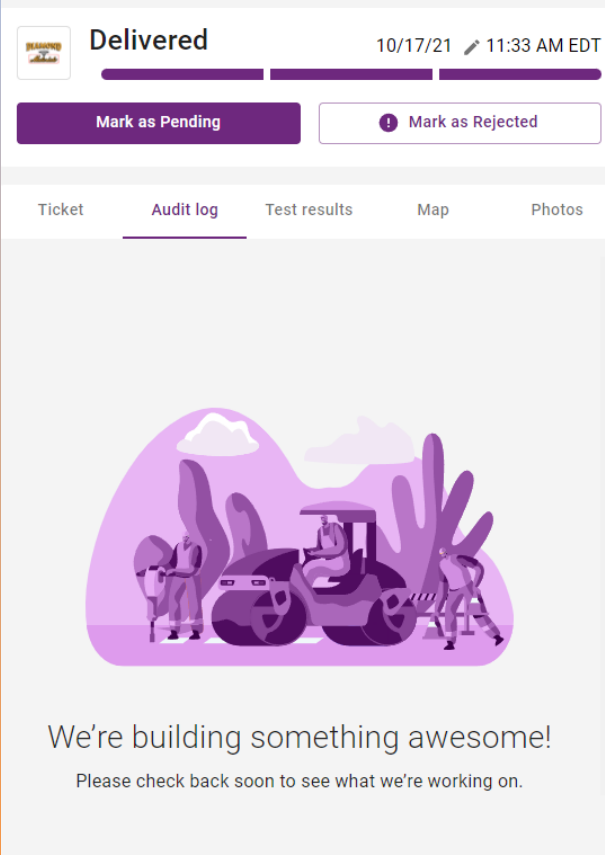 DIAMOND
Delivered
10/17/21 11:33 AM EDT
Mark as Pending
Mark as Rejected
Ticket
Audit log
Test results
Map
Photos
We’re building something awesome!
Please check back soon to see what we’re working on.